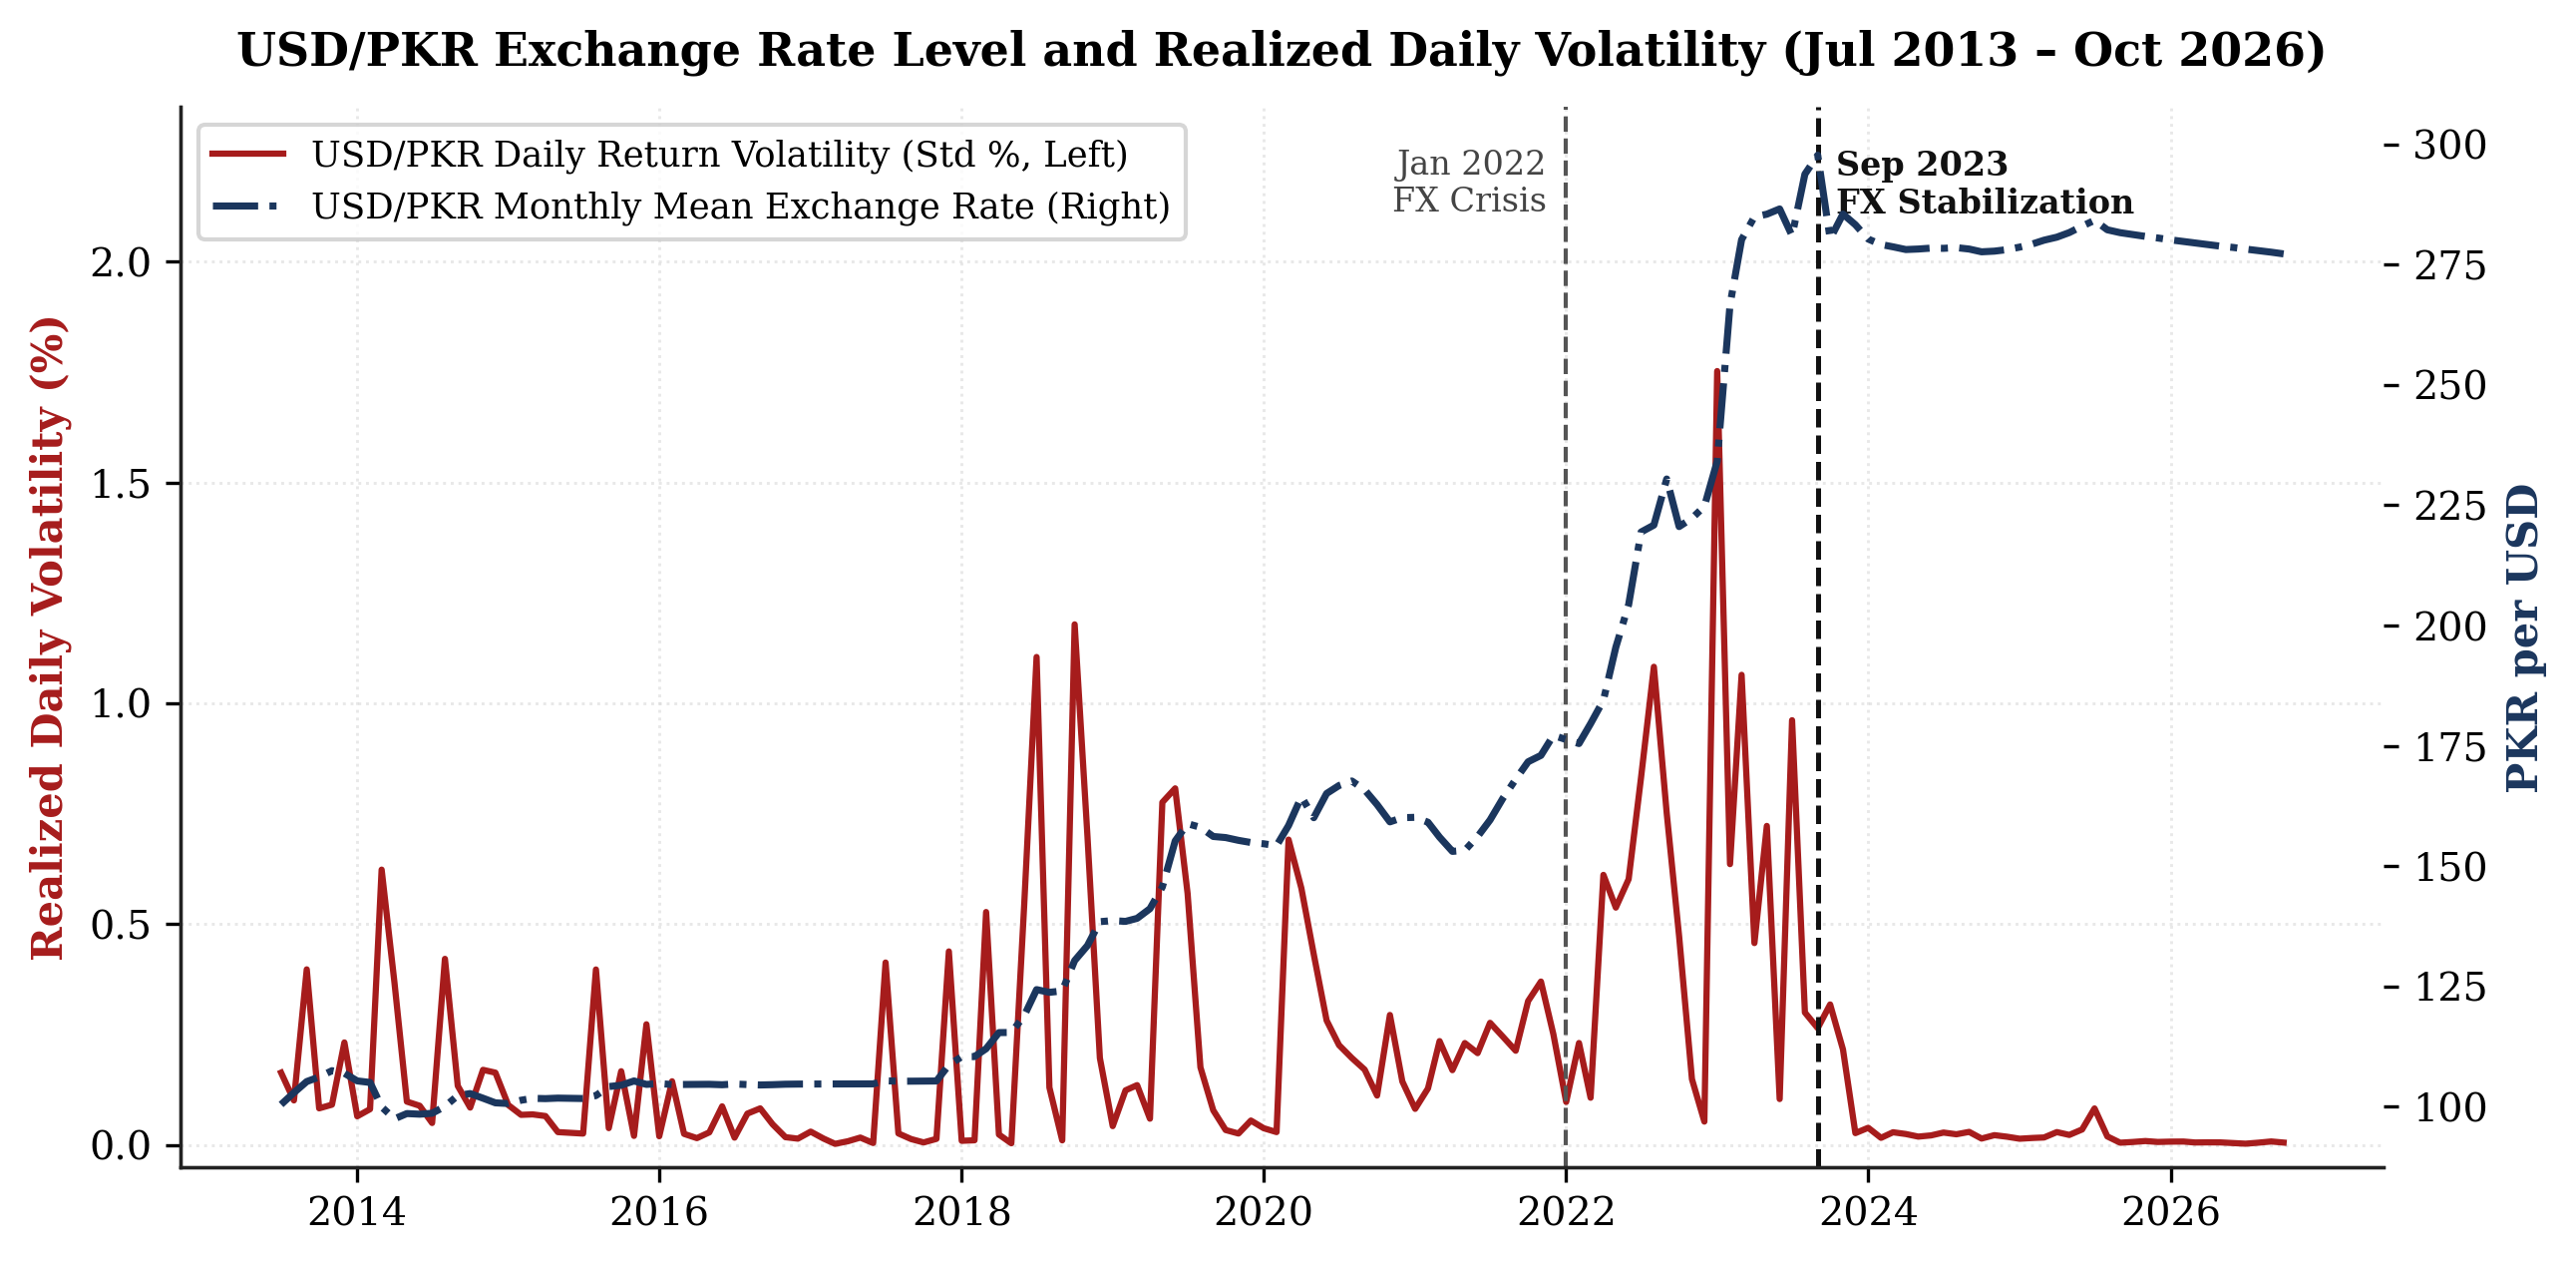 USD/PKR Exchange Rate Level and Realized Daily Volatility (Jul 2013 – Oct 2026)
USD/PKR Daily Return Volatility (Std %, Left)
USD/PKR Monthly Mean Exchange Rate (Right)
Jan 2022
FX Crisis
Sep 2023
FX Stabilization
Realized Daily Volatility (%)
2.0
1.5
1.0
0.5
0.0
300
275
250
225
200
175
150
125
100
PKR per USD
2014
2016
2018
2020
2022
2024
2026